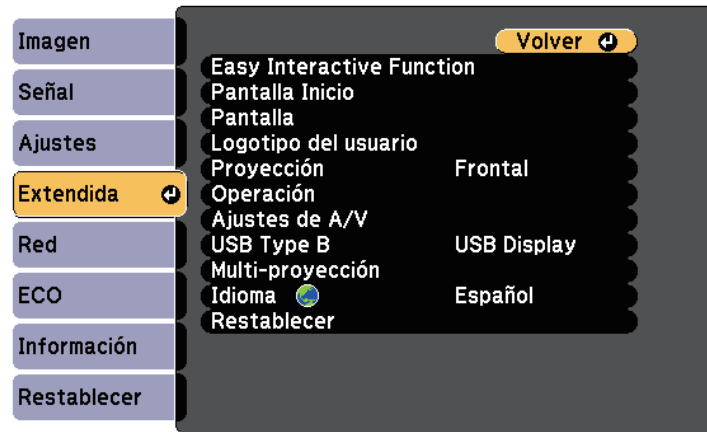 Imagen
Señal
Ajustes
Extendida
Red
ECO
Información
Restablecer
Volver
Easy Interactive Function
Pantalla Inicio
Pantalla
Logotipo del usuario
Proyección Frontal
Operación
Ajustes de A/V
USB Type B USB Display
Multi-proyección
Idioma Español
Restablecer